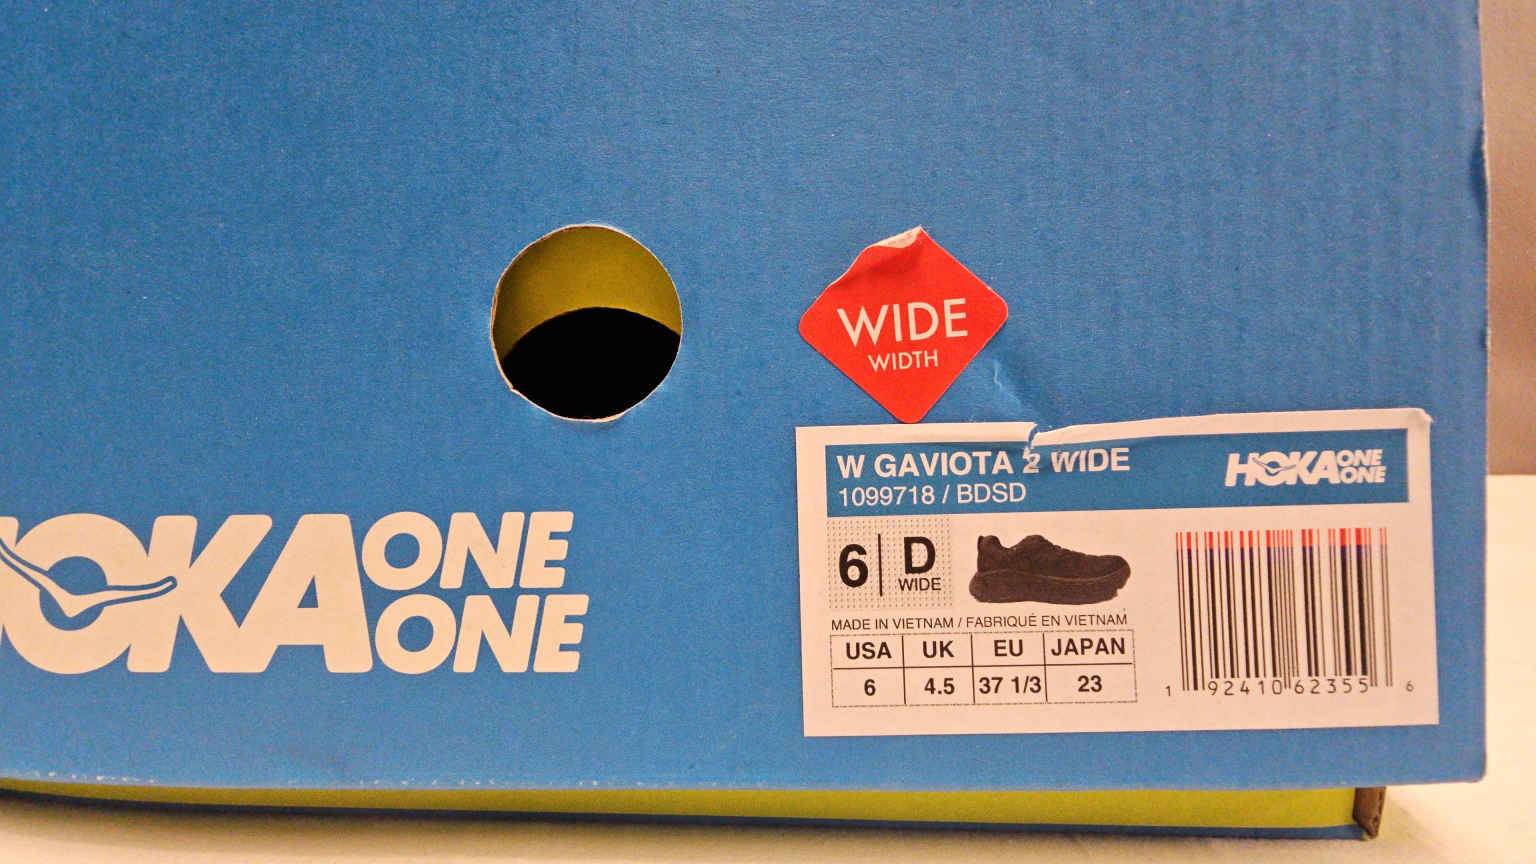 WIDE
WIDTH
HOKA ONE ONE
W GAVIOTA 2 WIDE
1099718 / BDSD
HOKA ONE ONE
6 D
WIDE
MADE IN VIETNAM / FABRIQUÉ EN VIETNAM
USA UK EU JAPAN
6 4.5 37 1/3 23
1 92410 62355 6